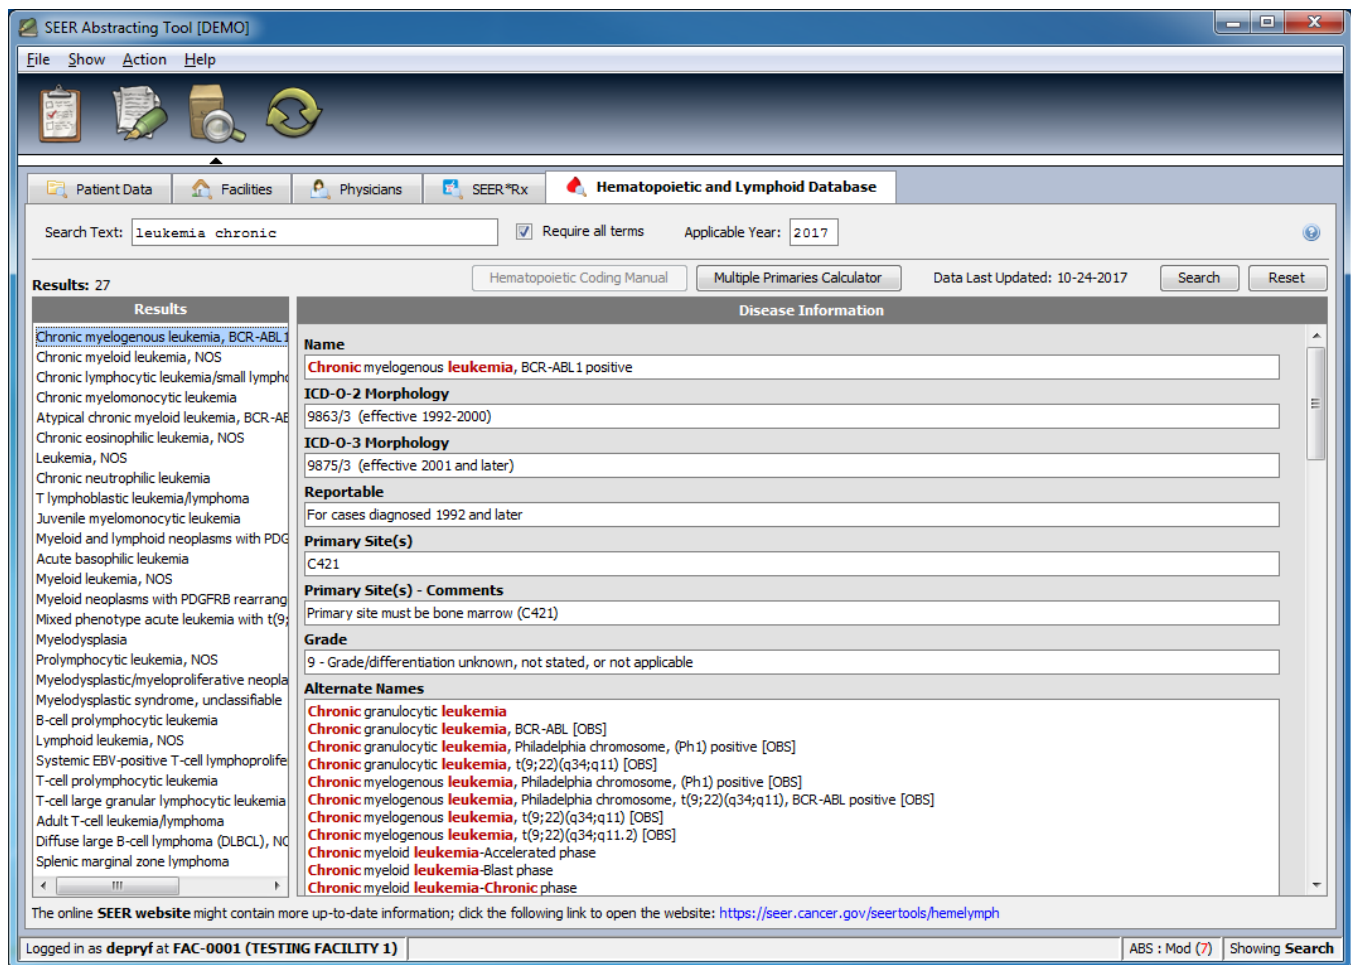 SEER Abstracting Tool [DEMO]
File Show Action Help
Patient Data Facilities Physicians SEER*Rx Hematopoietic and Lymphoid Database
Search Text: leukemia chronic Require all terms Applicable Year: 2017
Results: 27 Hematopoietic Coding Manual Multiple Primaries Calculator Data Last Updated: 10-24-2017 Search Reset
Results
Chronic myelogenous leukemia, BCR-ABL1
Chronic myeloid leukemia, NOS
Chronic lymphocytic leukemia/small lympho
Chronic myelomonocytic leukemia
Atypical chronic myeloid leukemia, BCR-AB
Chronic eosinophilic leukemia, NOS
Leukemia, NOS
Chronic neutrophilic leukemia
T lymphoblastic leukemia/lymphoma
Juvenile myelomonocytic leukemia
Myeloid and lymphoid neoplasms with PDG
Acute basophilic leukemia
Myeloid leukemia, NOS
Myeloid neoplasms with PDGFRB rearrang
Mixed phenotype acute leukemia with t(9;
Myelodysplasia
Prolymphocytic leukemia, NOS
Myelodysplastic/myeloproliferative neopla
Myelodysplastic syndrome, unclassifiable
B-cell prolymphocytic leukemia
Lymphoid leukemia, NOS
Systemic EBV-positive T-cell lymphoprolife
T-cell prolymphocytic leukemia
T-cell large granular lymphocytic leukemia
Adult T-cell leukemia/lymphoma
Diffuse large B-cell lymphoma (DLBCL), NO
Splenic marginal zone lymphoma
Disease Information
Name
Chronic myelogenous leukemia, BCR-ABL1 positive
ICD-O-2 Morphology
9863/3 (effective 1992-2000)
ICD-O-3 Morphology
9875/3 (effective 2001 and later)
Reportable
For cases diagnosed 1992 and later
Primary Site(s)
C421
Primary Site(s) - Comments
Primary site must be bone marrow (C421)
Grade
9 - Grade/differentiation unknown, not stated, or not applicable
Alternate Names
Chronic granulocytic leukemia
Chronic granulocytic leukemia, BCR-ABL [OBS]
Chronic granulocytic leukemia, Philadelphia chromosome, (Ph1) positive [OBS]
Chronic granulocytic leukemia, t(9;22)(q34;q11) [OBS]
Chronic myelogenous leukemia, Philadelphia chromosome, (Ph1) positive [OBS]
Chronic myelogenous leukemia, Philadelphia chromosome, t(9;22)(q34;q11), BCR-ABL positive [OBS]
Chronic myelogenous leukemia, t(9;22)(q34;q11) [OBS]
Chronic myelogenous leukemia, t(9;22)(q34;q11.2) [OBS]
Chronic myeloid leukemia-Accelerated phase
Chronic myeloid leukemia-Blast phase
Chronic myeloid leukemia-Chronic phase
The online SEER website might contain more up-to-date information; click the following link to open the website: https://seer.cancer.gov/seertools/hemelymph
Logged in as depryf at FAC-0001 (TESTING FACILITY 1) ABS : Mod (7) Showing Search